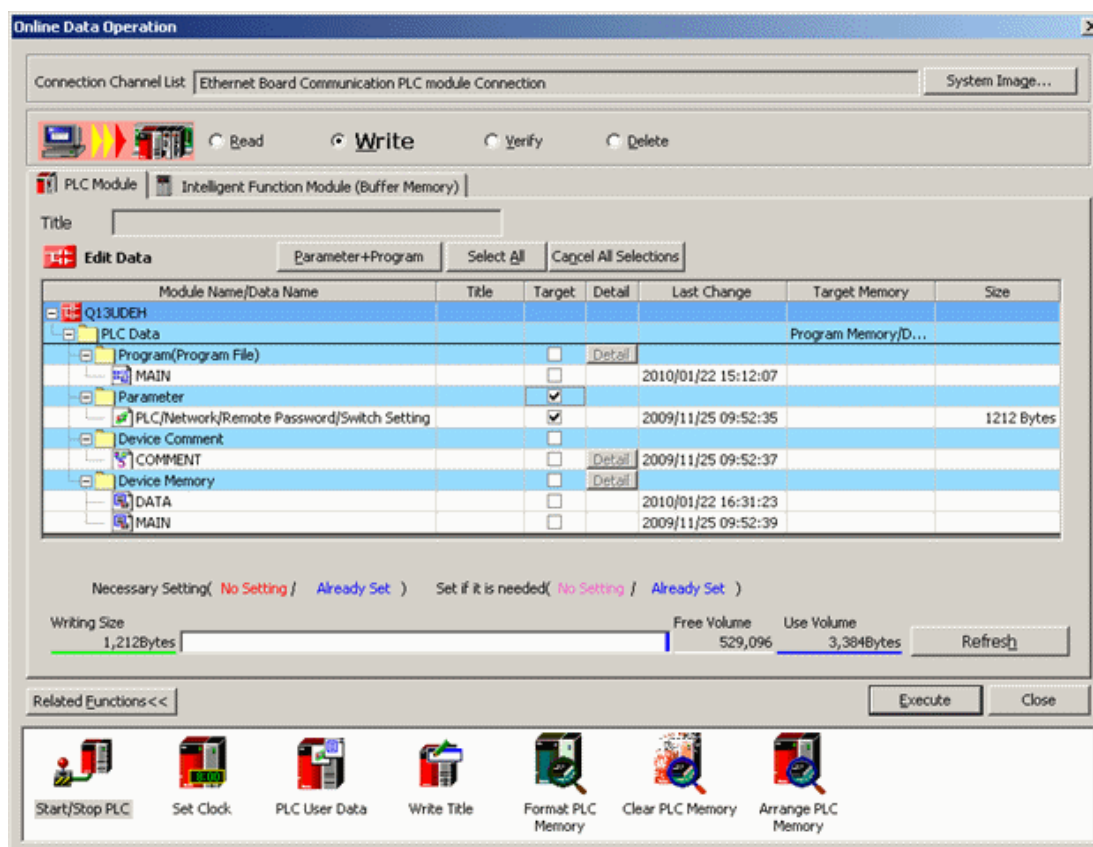 Online Data Operation
Connection Channel List Ethernet Board Communication PLC module Connection System Image...
Read Write Verify Delete
PLC Module Intelligent Function Module (Buffer Memory)
Title
Edit Data Parameter+Program Select All Cancel All Selections
Module Name/Data Name Title Target Detail Last Change Target Memory Size
Q13UDEH
PLC Data Program Memory/D...
Program(Program File) Detail
MAIN 2010/01/22 15:12:07
Parameter
PLC/Network/Remote Password/Switch Setting 2009/11/25 09:52:35 1212 Bytes
Device Comment
COMMENT Detail 2009/11/25 09:52:37
Device Memory Detail
DATA 2010/01/22 16:31:23
MAIN 2009/11/25 09:52:39
Necessary Setting( No Setting / Already Set ) Set if it is needed( No Setting / Already Set )
Writing Size Free Volume Use Volume
1,212Bytes 529,096 3,384Bytes Refresh
Related Functions<< Execute Close
8:00
Start/Stop PLC Set Clock PLC User Data Write Title Format PLC Clear PLC Memory Arrange PLC
Memory Memory